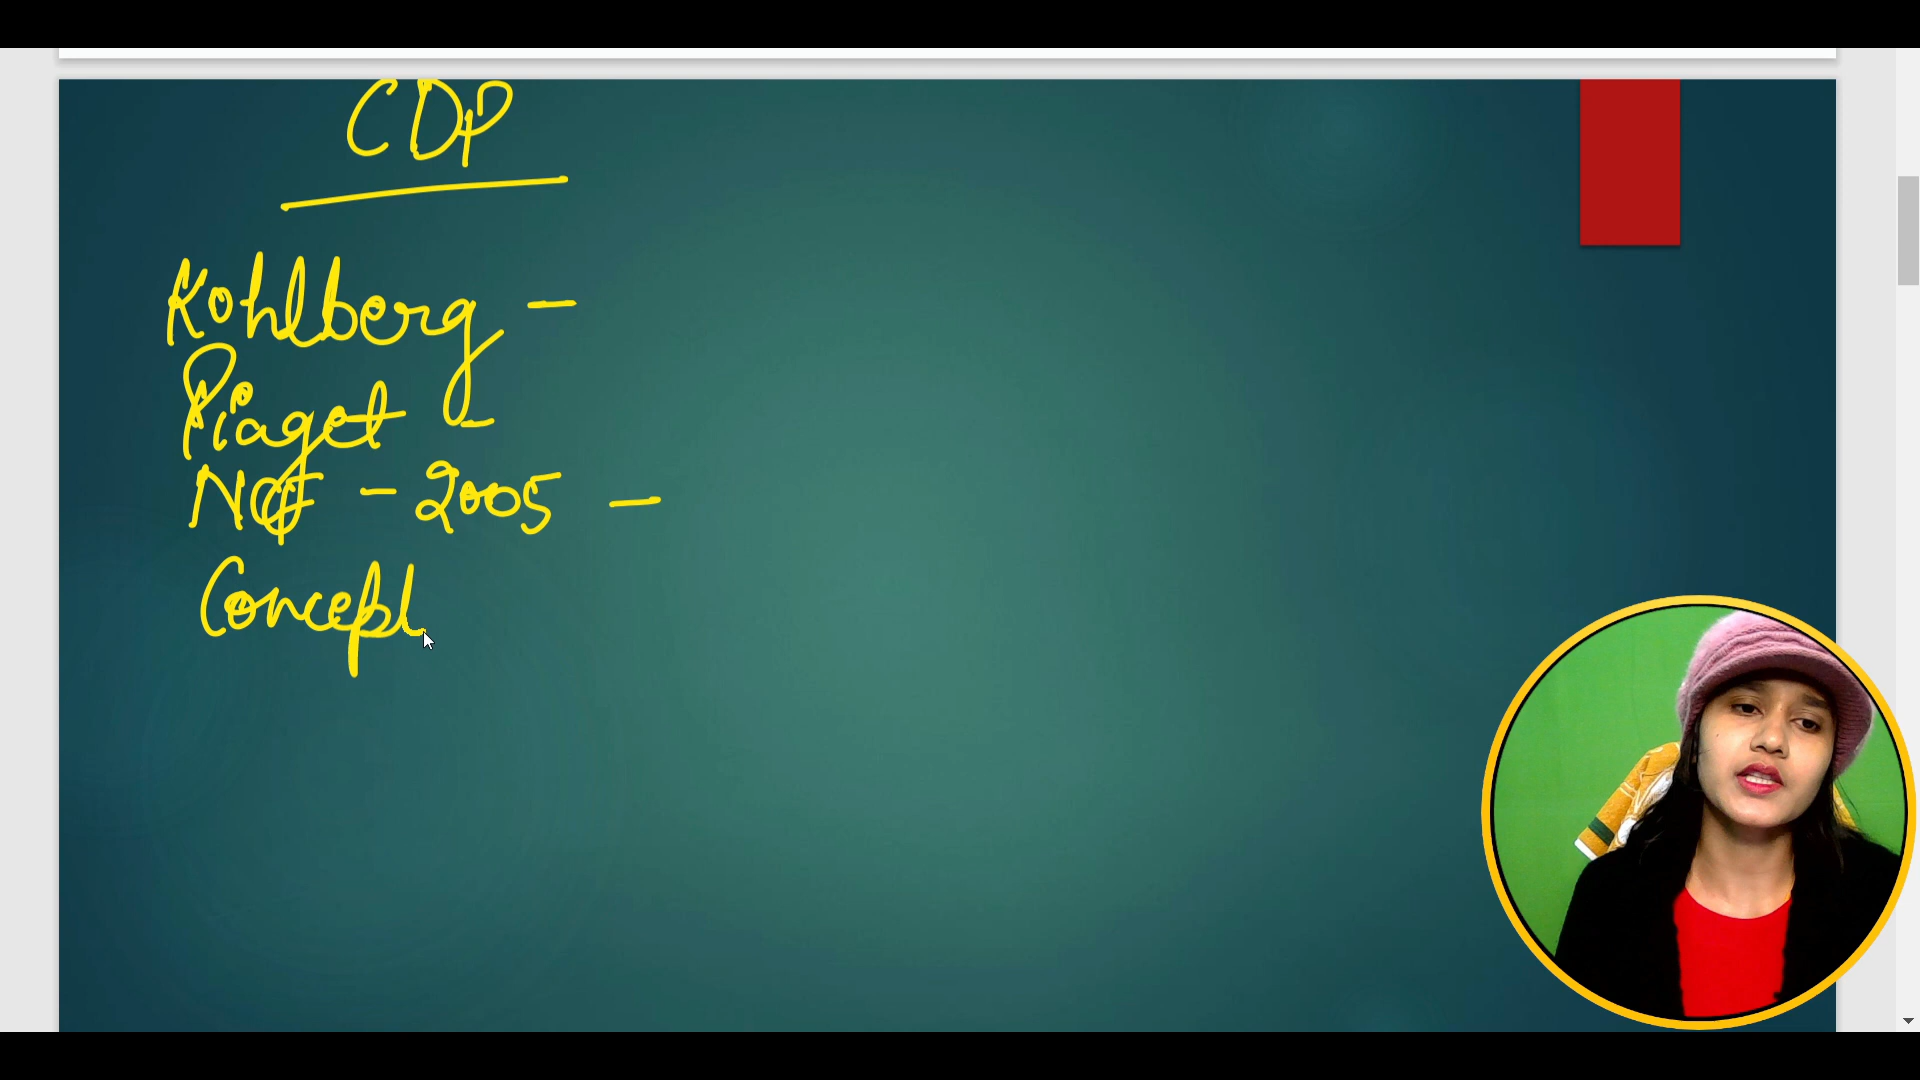 CDP
Kohlberg -
Piaget -
NCF - 2005 -
Concept